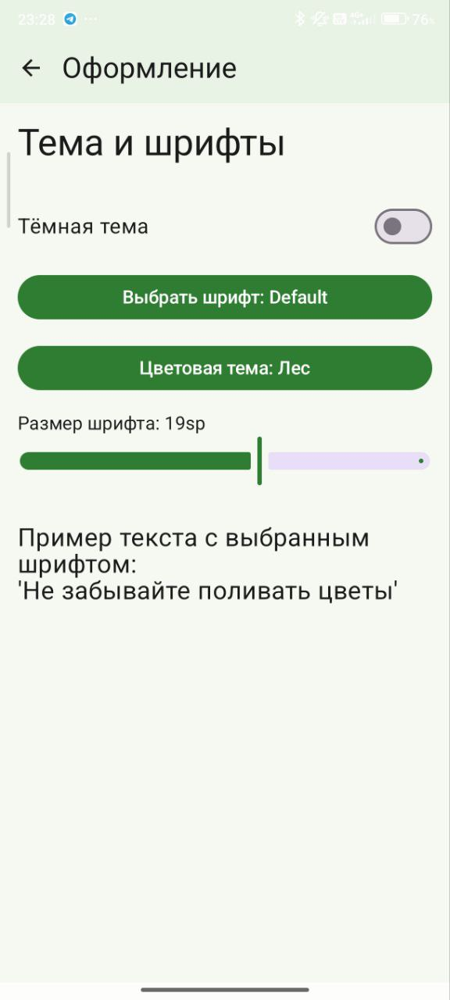 23:28
76%
Оформление
Тема и шрифты
Тёмная тема
Выбрать шрифт: Default
Цветовая тема: Лес
Размер шрифта: 19sp
Пример текста с выбранным
шрифтом:
'Не забывайте поливать цветы'